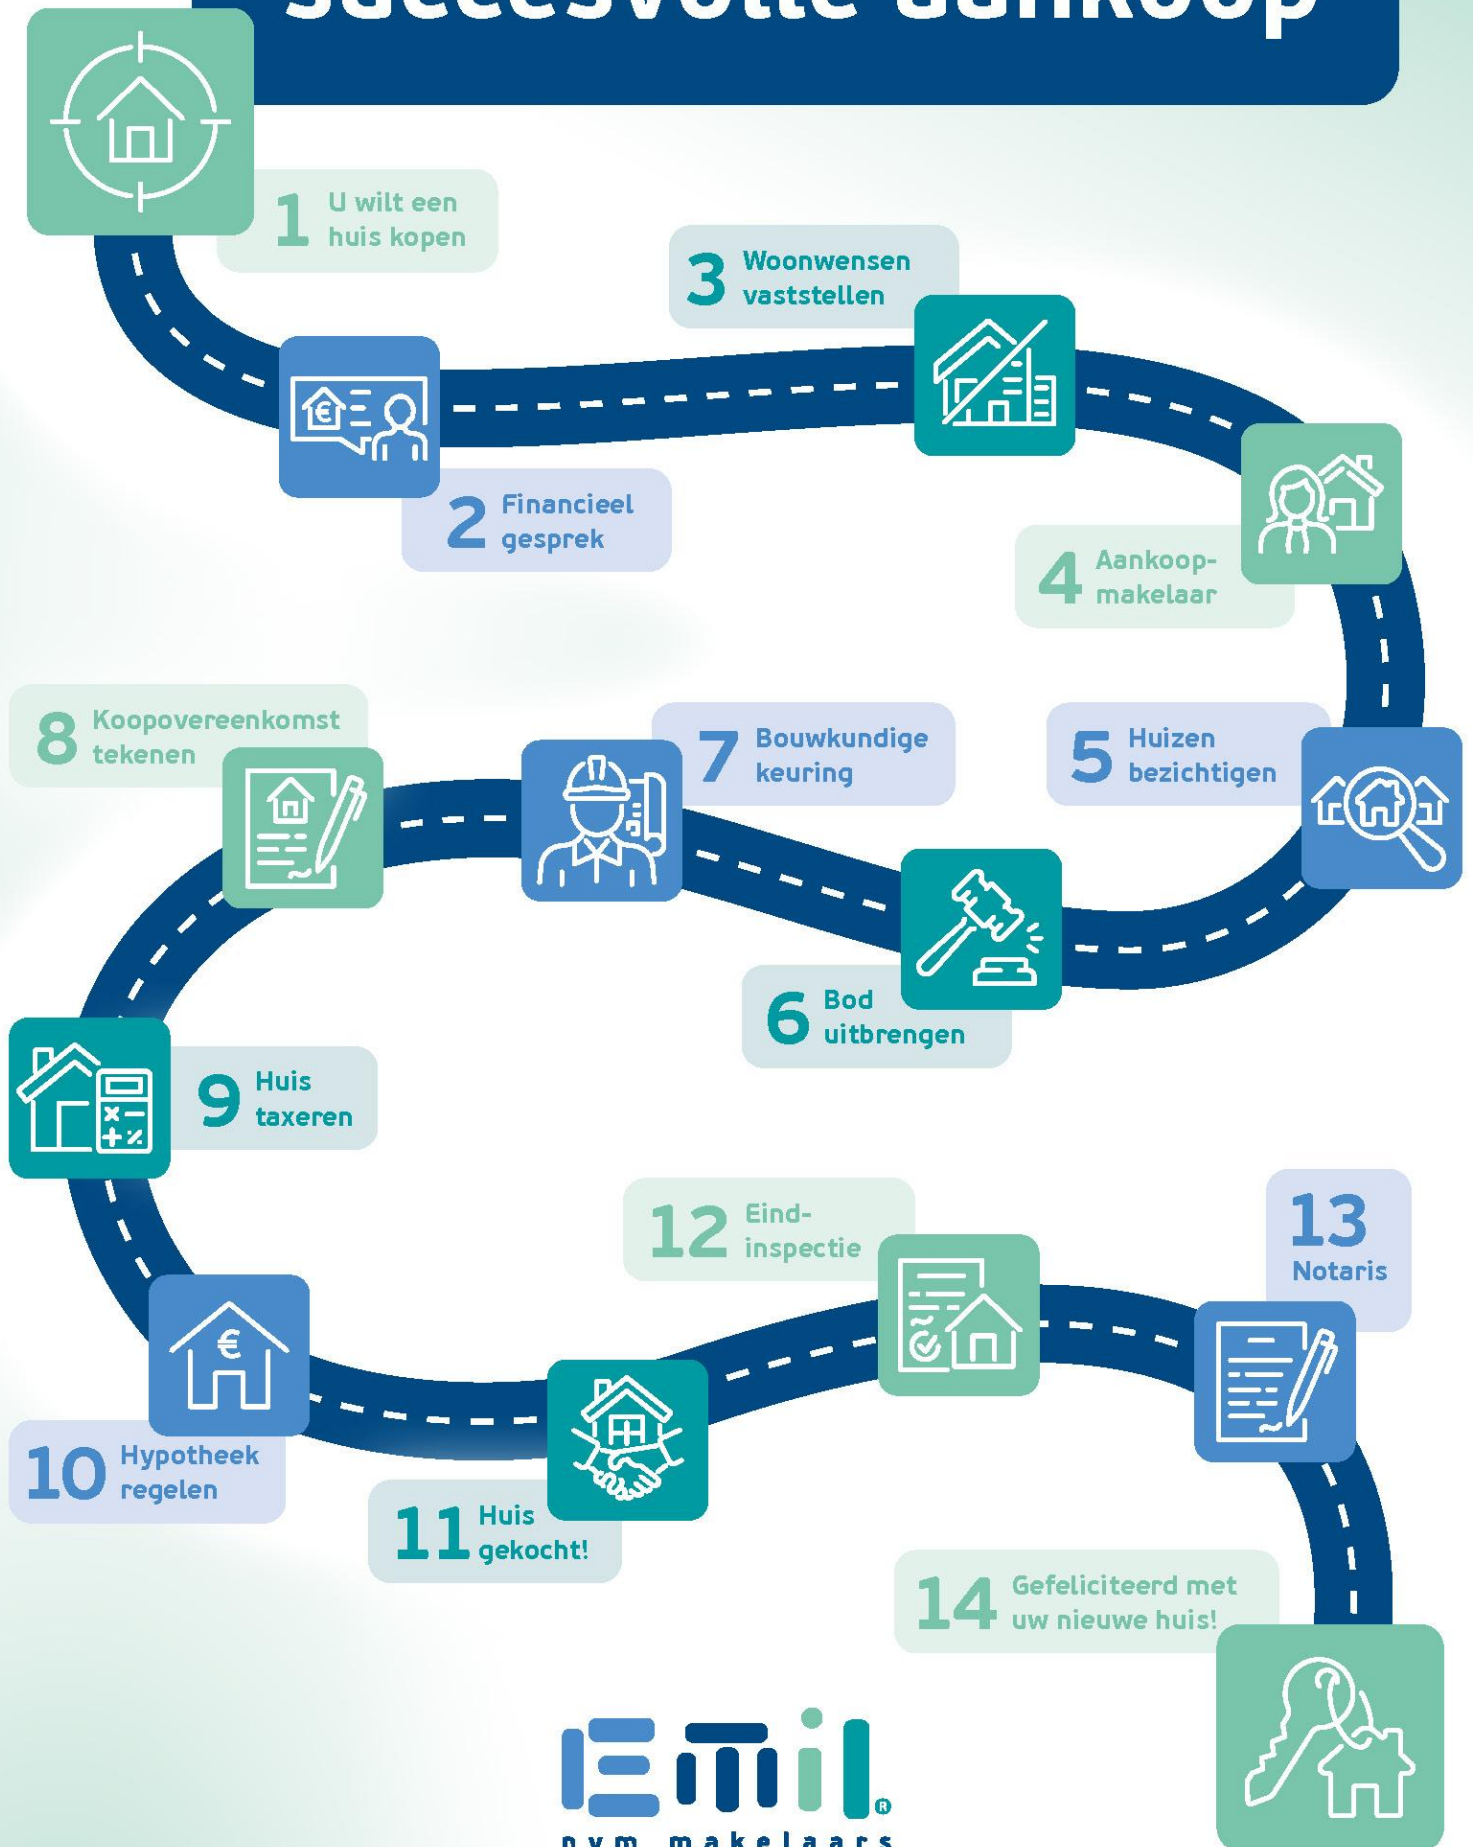 succesvolle aankoop
1 U wilt een
huis kopen
2 Financieel
gesprek
3 Woonwensen
vaststellen
4 Aankoop-
makelaar
5 Huizen
bezichtigen
6 Bod
uitbrengen
7 Bouwkundige
keuring
8 Koopovereenkomst
tekenen
9 Huis
taxeren
10 Hypotheek
regelen
11 Huis
gekocht!
12 Eind-
inspectie
13
Notaris
14 Gefeliciteerd met
uw nieuwe huis!
Emil®
nvm makelaars